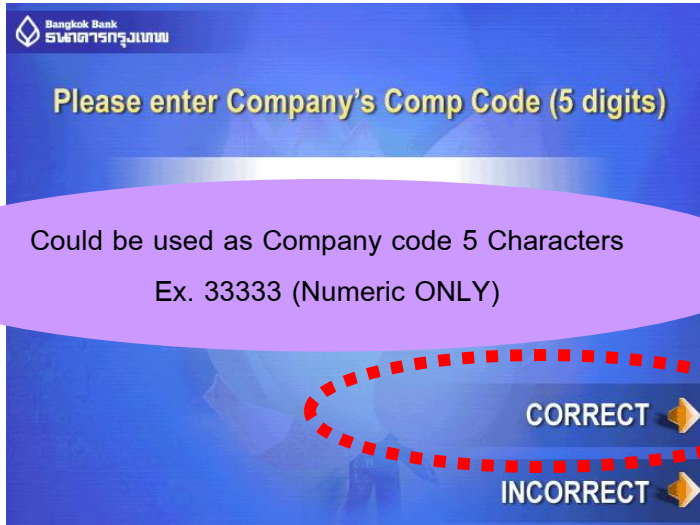 Bangkok Bank
ธนาคารกรุงเทพ
Please enter Company's Comp Code (5 digits)
Could be used as Company code 5 Characters
Ex. 33333 (Numeric ONLY)
CORRECT
INCORRECT